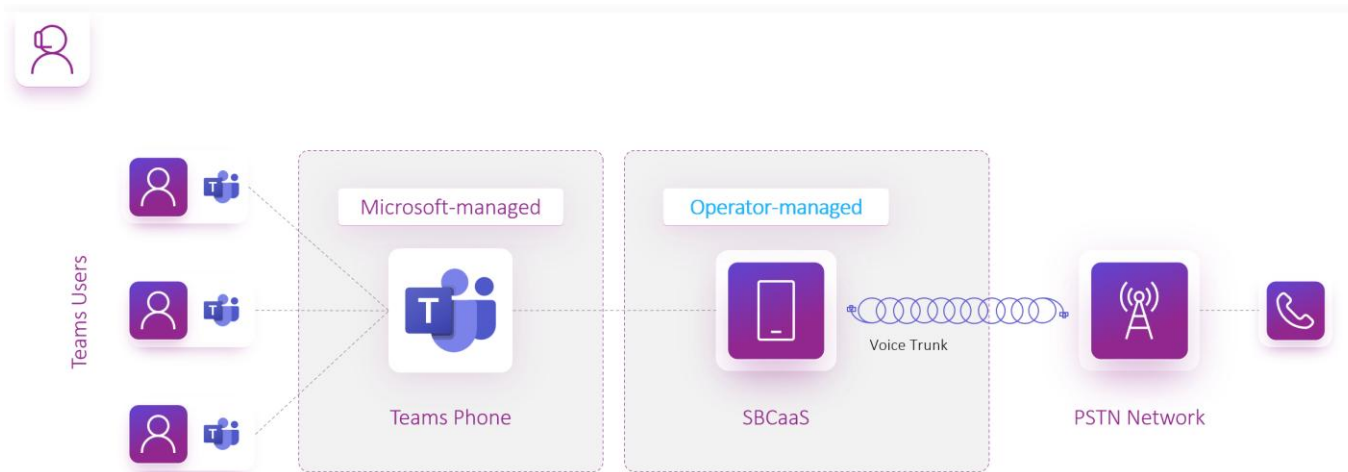 Microsoft-managed
Operator-managed
Teams Users
T
T
T
T
Voice Trunk
Teams Phone
SBCaaS
PSTN Network